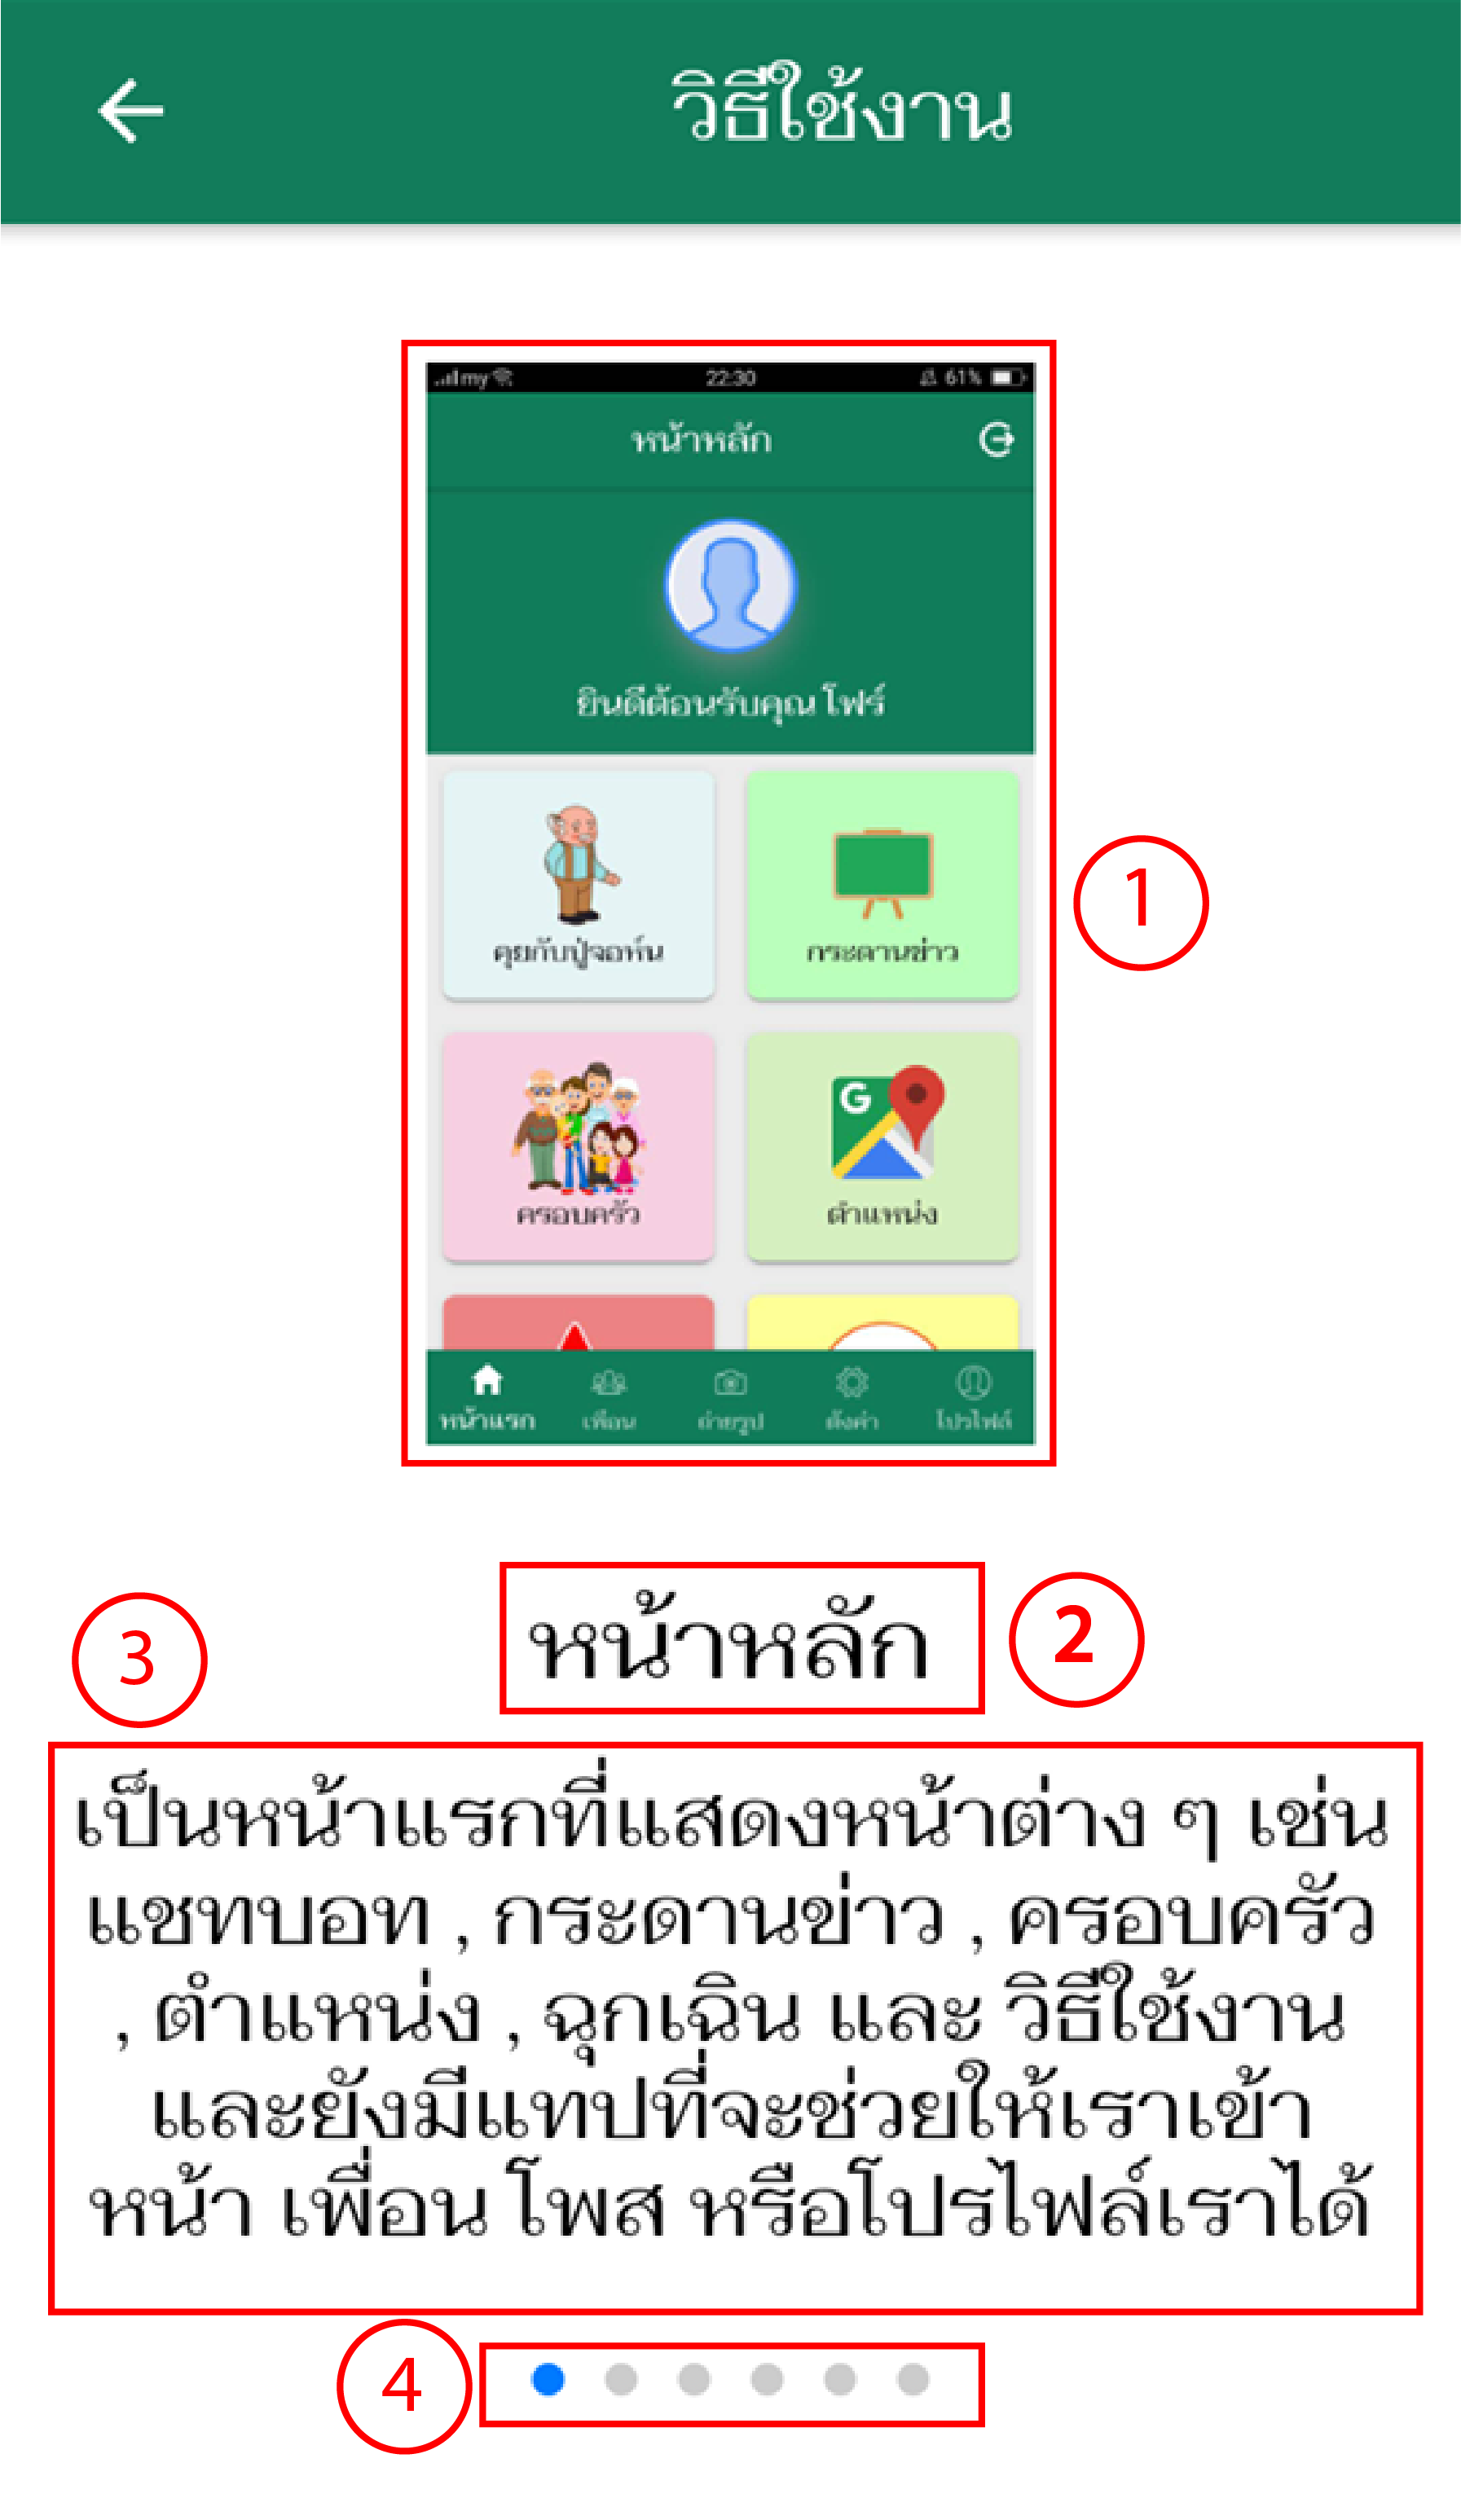 วิธีใช้งาน
my 22:30 61%
หน้าหลัก
ยินดีต้อนรับคุณ โฟร์
คุยกับปู่จอห์น กระดานข่าว
1
G
ครอบครัว ตำแหน่ง
หน้าแรก เพื่อน ถ่ายรูป ตั้งค่า โปรไฟล์
หน้าหลัก 2
3
เป็นหน้าแรกที่แสดงหน้าต่าง ๆ เช่น
แชทบอท , กระดานข่าว , ครอบครัว
, ตำแหน่ง , ฉุกเฉิน และ วิธีใช้งาน
และยังมีแทปที่จะช่วยให้เราเข้า
หน้า เพื่อน โพส หรือโปรไฟล์เราได้
4